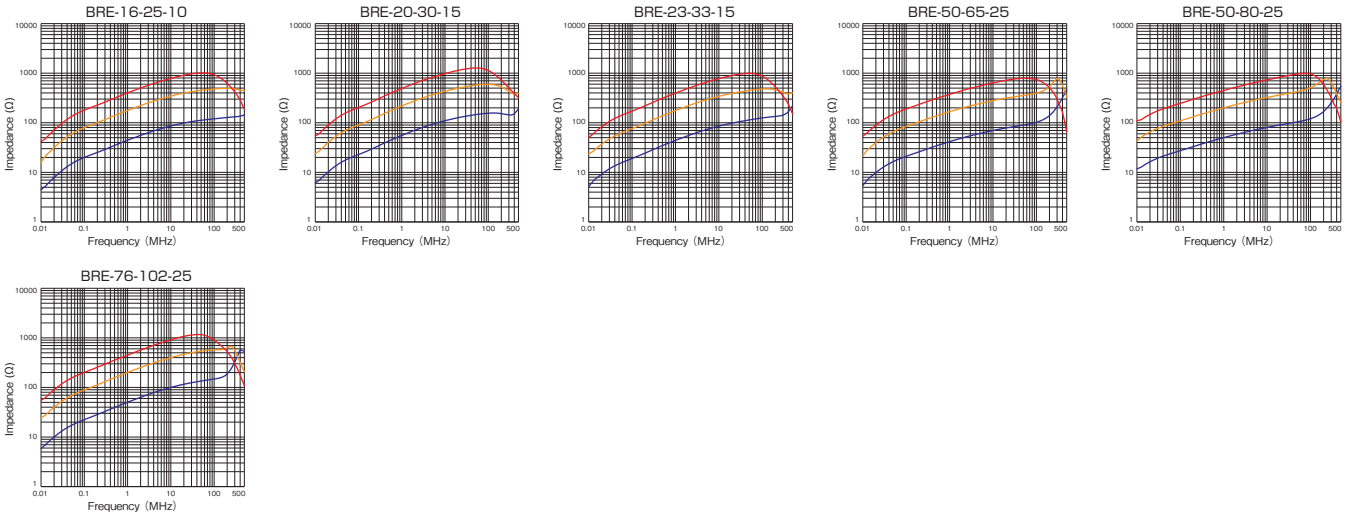 BRE-16-25-10
10000
1000
100
10
1
0.01 0.1 1 10 100 500
Impedance (Ω)
Frequency (MHz)
BRE-20-30-15
10000
1000
100
10
1
0.01 0.1 1 10 100 500
Impedance (Ω)
Frequency (MHz)
BRE-23-33-15
10000
1000
100
10
1
0.01 0.1 1 10 100 500
Impedance (Ω)
Frequency (MHz)
BRE-50-65-25
10000
1000
100
10
1
0.01 0.1 1 10 100 500
Impedance (Ω)
Frequency (MHz)
BRE-50-80-25
10000
1000
100
10
1
0.01 0.1 1 10 100 500
Impedance (Ω)
Frequency (MHz)
BRE-76-102-25
10000
1000
100
10
1
0.01 0.1 1 10 100 500
Impedance (Ω)
Frequency (MHz)